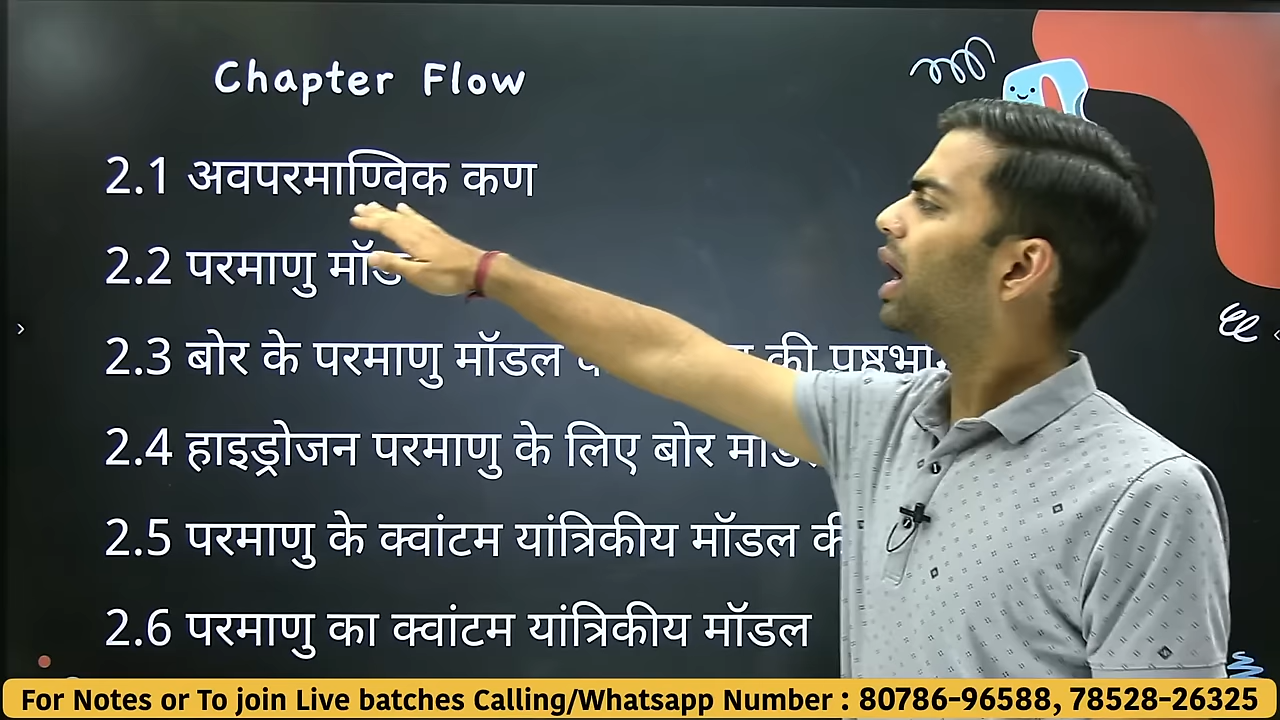 Chapter Flow
2.1 अवपरमाण्विक कण
2.2 परमाणु
2.3 बोर के परमाणु मॉडल की
2.4 हाइड्रोजन परमाणु के लिए बोर
2.5 परमाणु के क्वांटम यांत्रिकीय मॉडल
2.6 परमाणु का क्वांटम यांत्रिकीय मॉडल
For Notes or To join Live batches Calling/Whatsapp Number : 80786-96588, 78528-26325